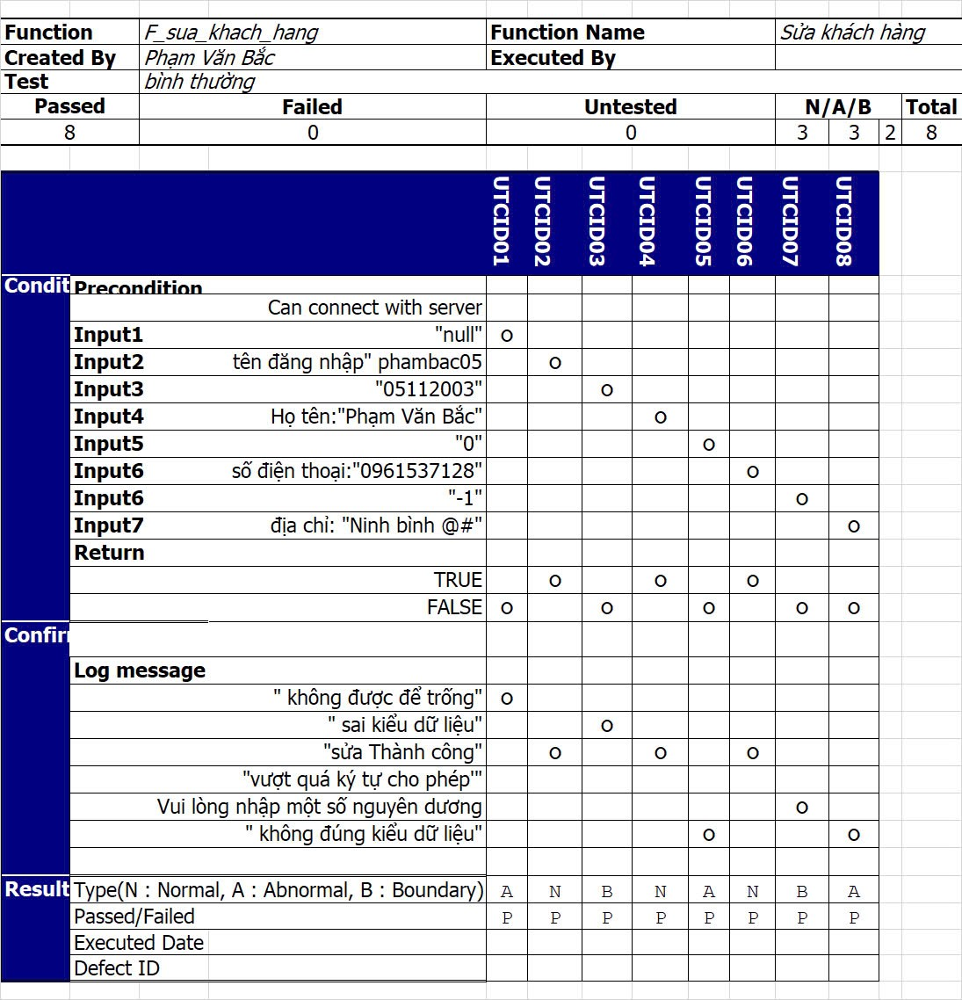 Function F_sua_khach_hang Function Name Sửa khách hàng
Created By Phạm Văn Bắc Executed By
Test bình thường
Passed Failed Untested N/A/B Total
8 0 0 3 3 2 8
UTCID01 UTCID02 UTCID03 UTCID04 UTCID05 UTCID06 UTCID07 UTCID08
Condit Precondition
Can connect with server
Input1 "null" O
Input2 tên đăng nhập" phambac05 O
Input3 "05112003" O
Input4 Họ tên:"Phạm Văn Bắc" O
Input5 "0" O
Input6 số điện thoại:"0961537128" O
Input6 "-1" O
Input7 địa chỉ: "Ninh bình @#" O
Return
TRUE O O O
FALSE O O O O O
Confirm
Log message
" không được để trống" O
" sai kiểu dữ liệu" O
"sửa Thành công" O O O
"vượt quá ký tự cho phép'"
Vui lòng nhập một số nguyên dương O
" không đúng kiểu dữ liệu" O O
Result Type(N : Normal, A : Abnormal, B : Boundary) A N B N A N B A
Passed/Failed P P P P P P P P
Executed Date
Defect ID